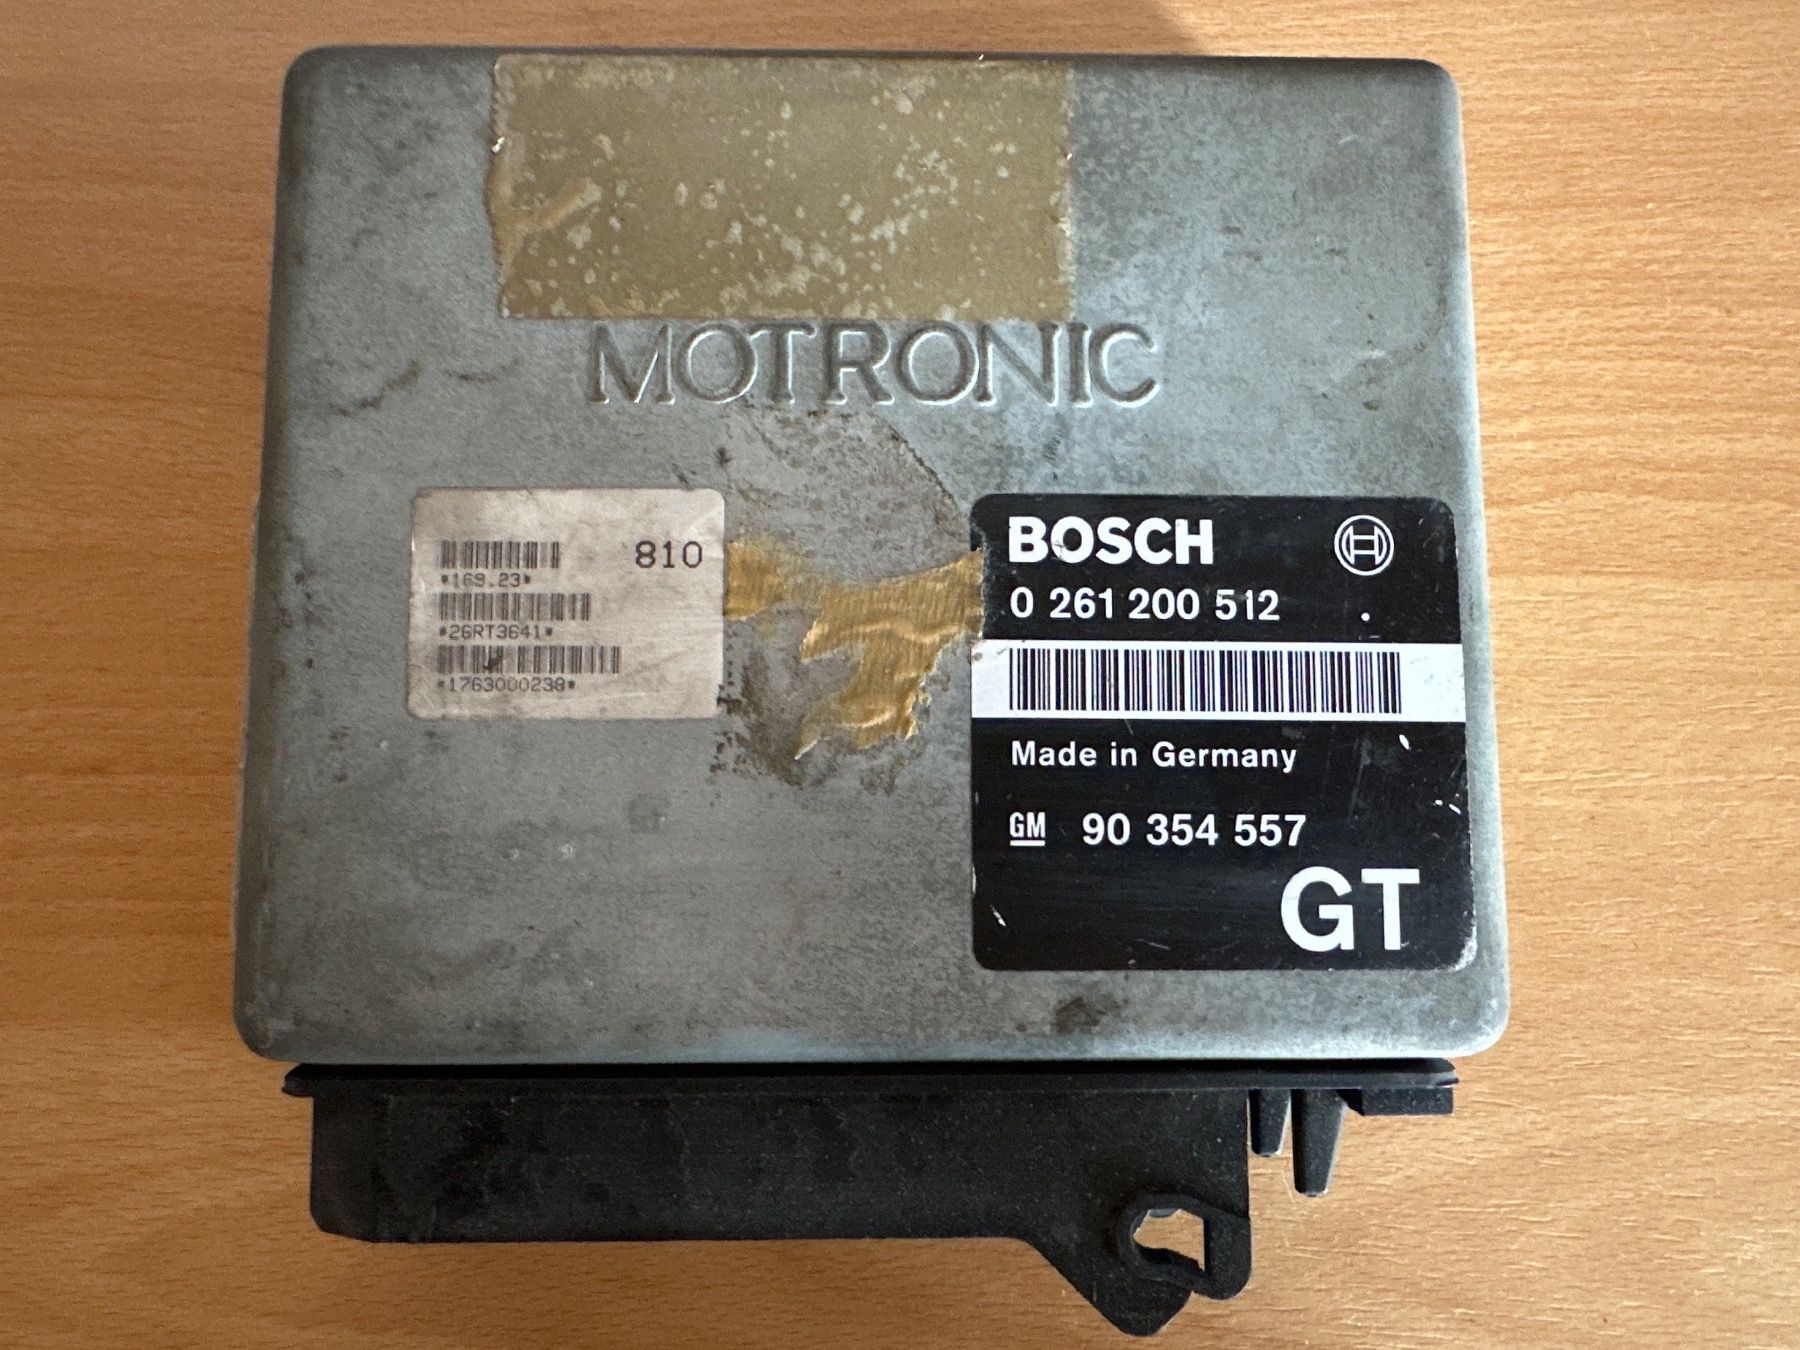 MOTRONIC
810
*169.23*
*26RT3641*
*1763000238*
BOSCH
0 261 200 512 .
Made in Germany
GM 90 354 557
GT